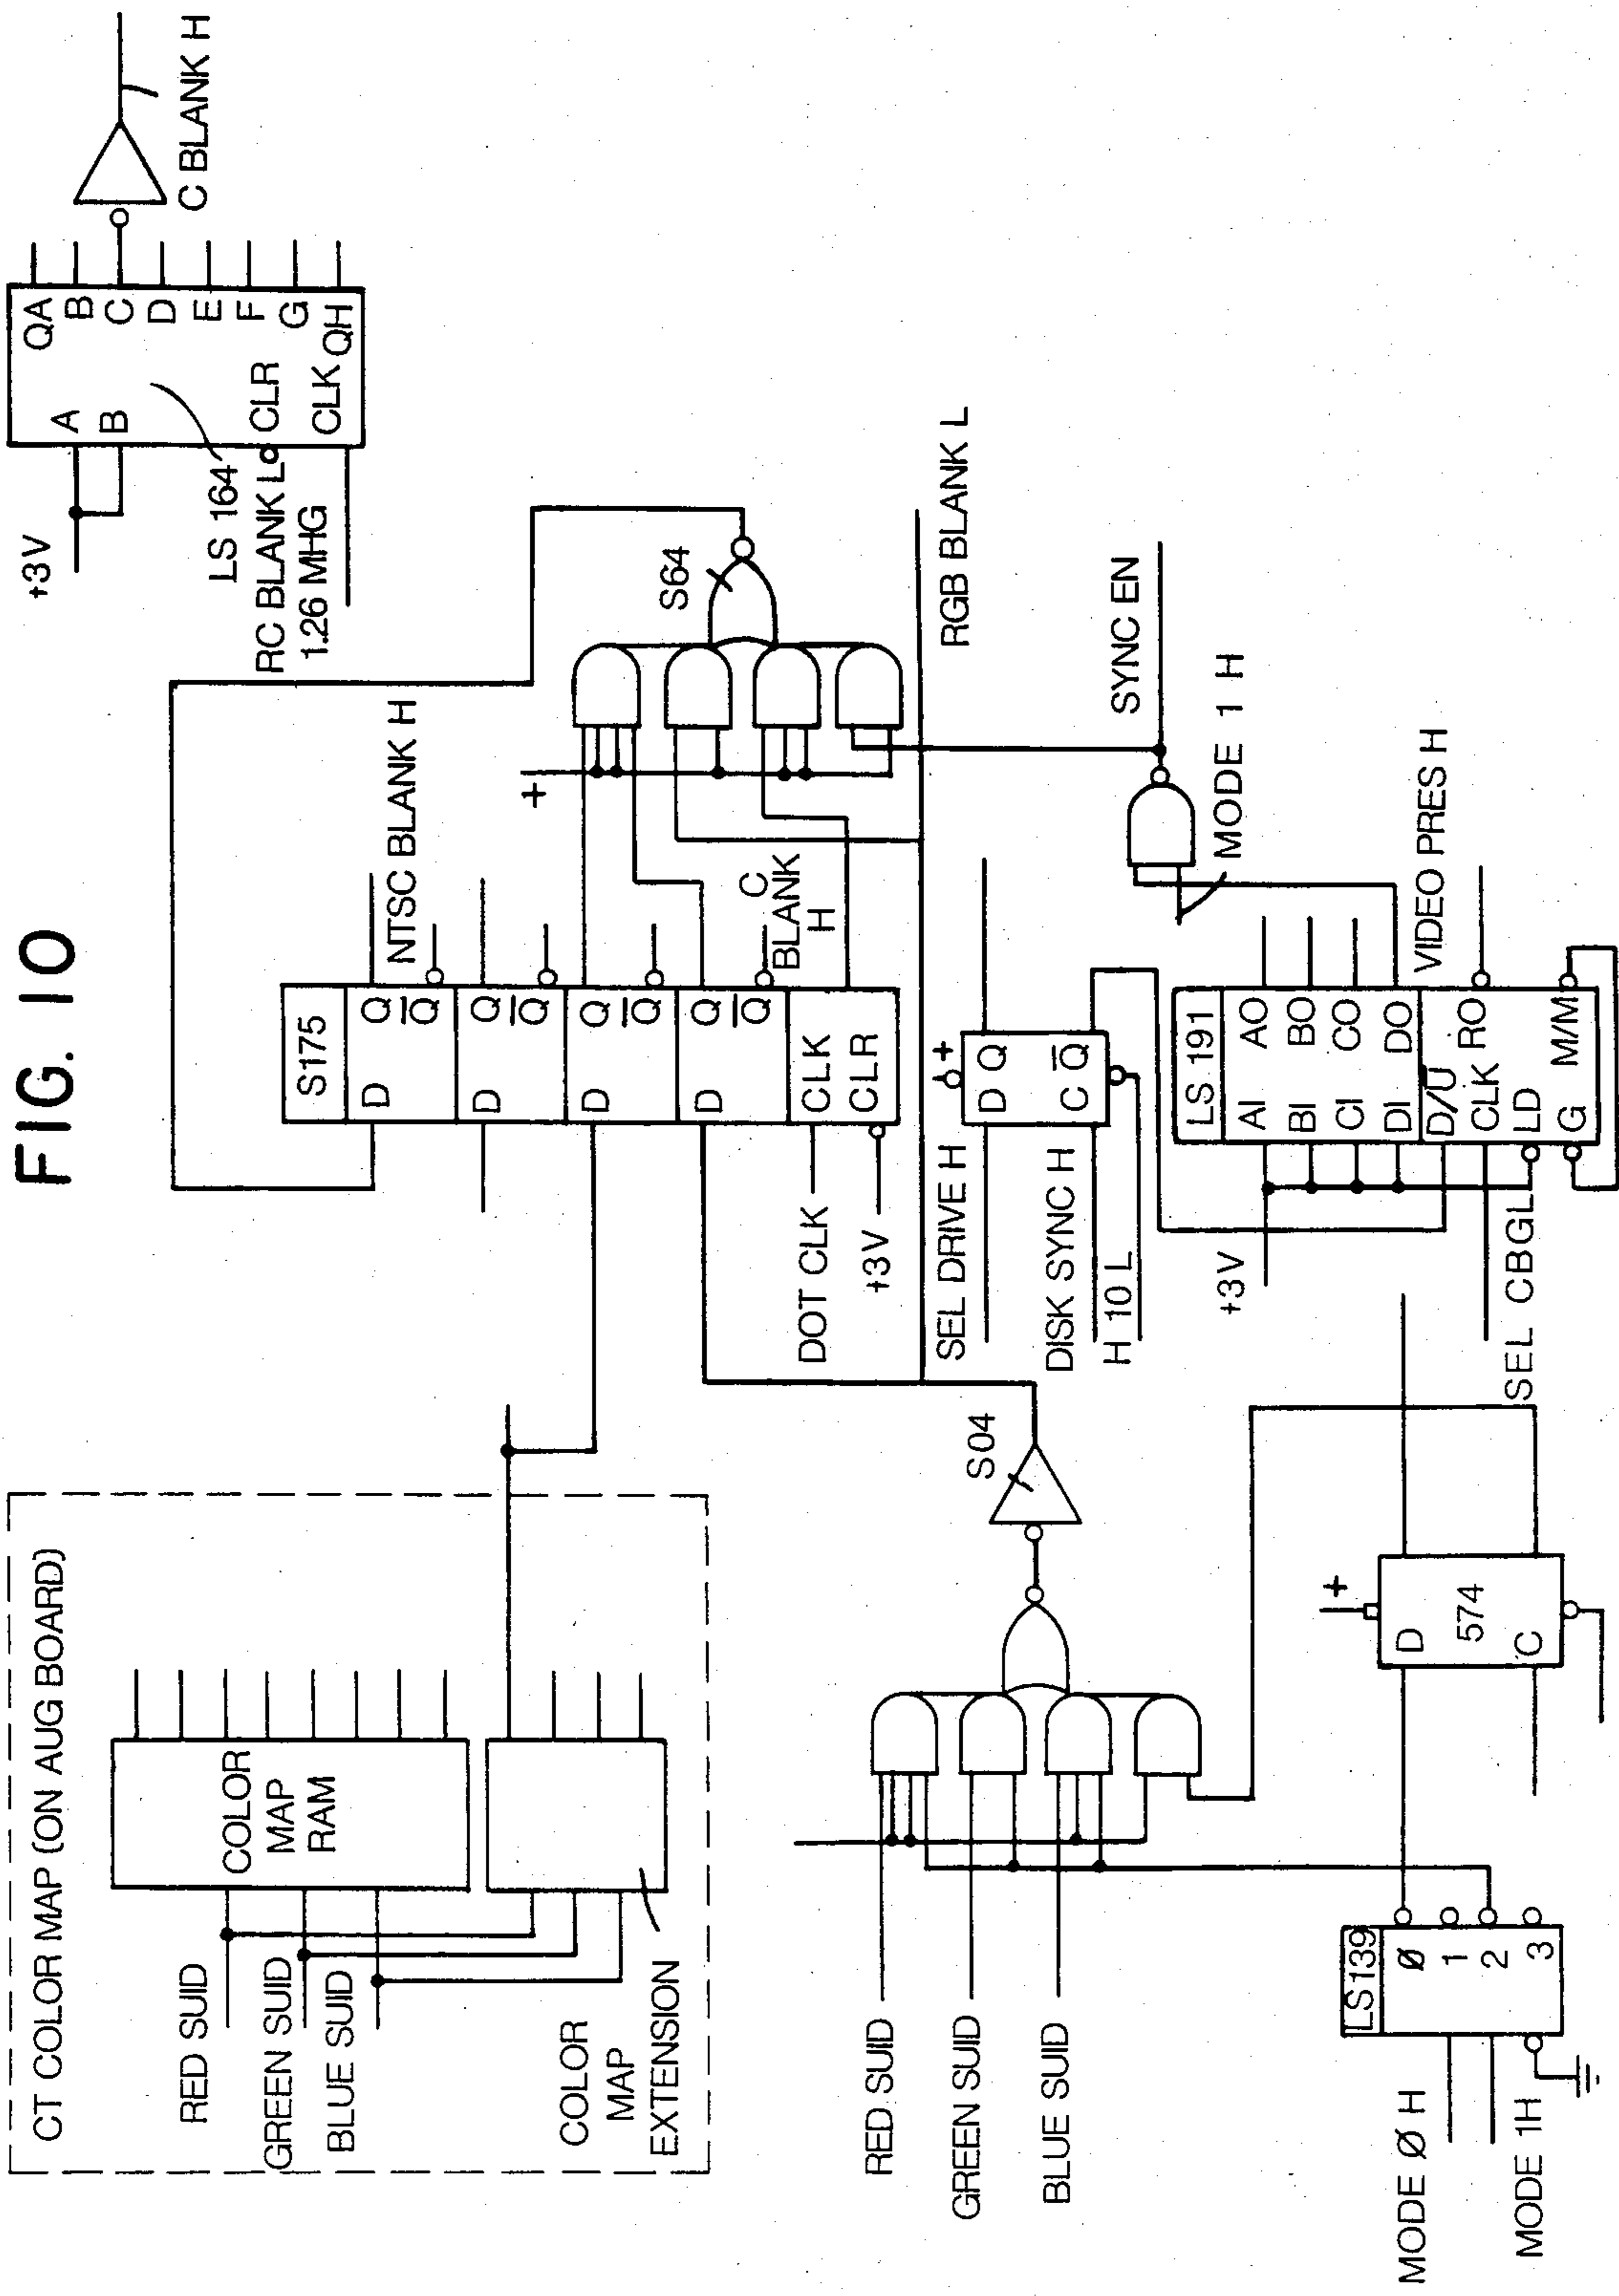 FIG. 10
CT COLOR MAP (ON AUG BOARD)
RED SUID
GREEN SUID
BLUE SUID
COLOR
MAP
RAM
COLOR
MAP
EXTENSION
S175
D Q
Q
D Q
Q
D Q
Q
D Q
Q
CLK
CLR
DOT CLK
+3V
NTSC BLANK H
C
BLANK
H
+
S64
+3V
A
B
QA
B
C
D
E
F
G
QH
CLR
CLK
LS 164
RC BLANK L
1.26 MHG
C BLANK H
RGB BLANK L
RED SUID
GREEN SUID
BLUE SUID
S04
SEL DRIVE H
DISK SYNC H
H 10 L
+
D Q
C Q
SYNC EN
MODE 1 H
LS 191
AI AO
BI BO
CI CO
DI DO
D/U
CLK RO
LD
G M/M
+3V
SEL CBGL
VIDEO PRES H
MODE Ø H
MODE 1H
LS139
Ø
1
2
3
+
D
574
C